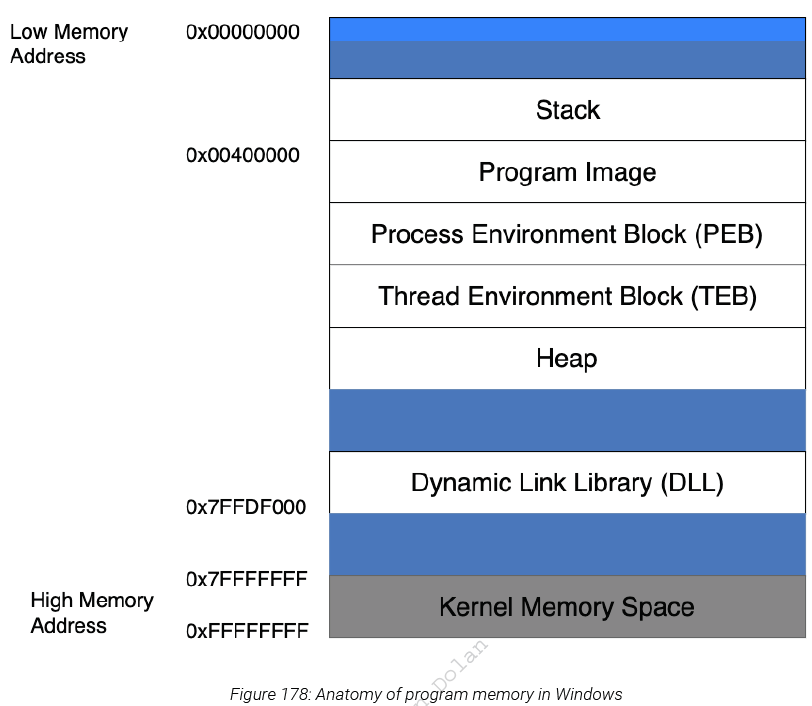 Low Memory
Address
0x00000000
Stack
0x00400000
Program Image
Process Environment Block (PEB)
Thread Environment Block (TEB)
Heap
Dynamic Link Library (DLL)
0x7FFDF000
0x7FFFFFFF
High Memory
Address
Kernel Memory Space
0xFFFFFFFF
Dolan
Figure 178: Anatomy of program memory in Windows